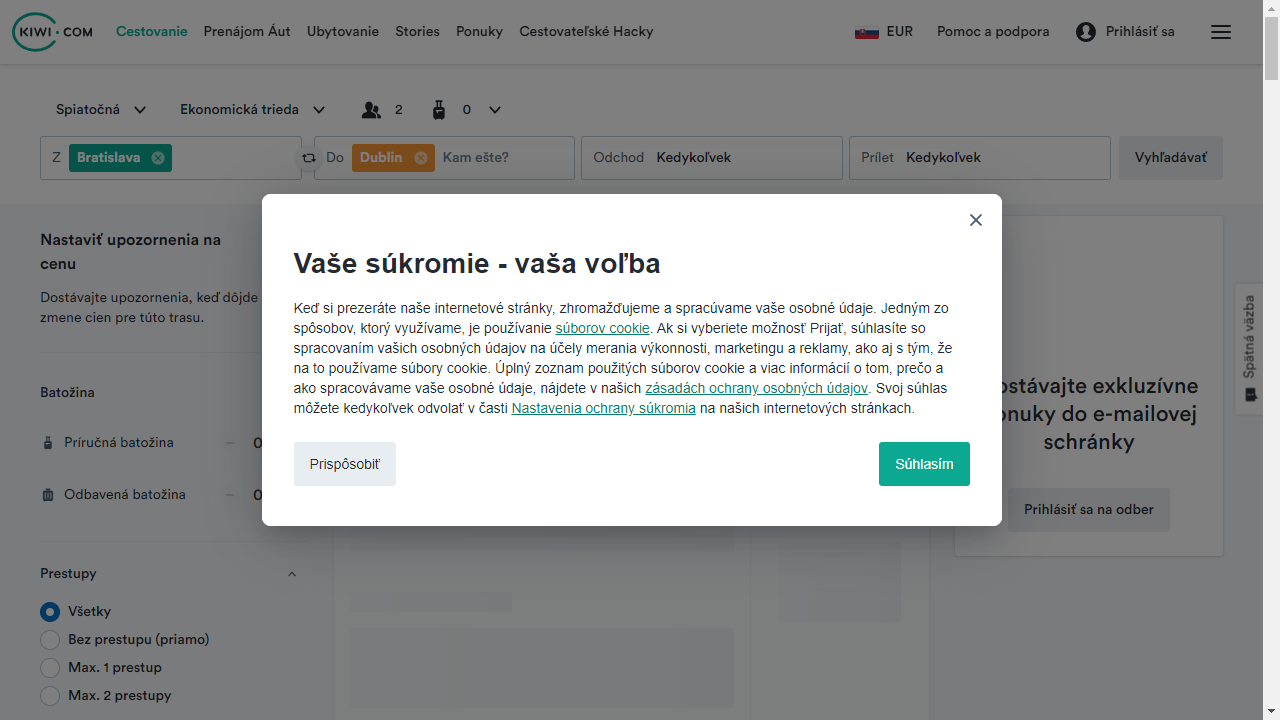 KIWI.COM Cestovanie Prenájom Áut Ubytovanie Stories Ponuky Cestovateľské Hacky EUR Pomoc a podpora Prihlásiť sa
Spiatočná Ekonomická trieda 2 0
Z Bratislava Do Dublin Kam ešte? Odchod Kedykoľvek Prílet Kedykoľvek Vyhľadávať
Nastaviť upozornenia na
cenu
Dostávajte upozornenia, keď dôjde
zmene cien pre túto trasu.
Batožina
Príručná batožina 0
Odbavená batožina 0
Prestupy
Všetky
Bez prestupu (priamo)
Max. 1 prestup
Max. 2 prestupy
Vaše súkromie - vaša voľba
Keď si prezeráte naše internetové stránky, zhromažďujeme a spracúvame vaše osobné údaje. Jedným zo
spôsobov, ktorý využívame, je používanie súborov cookie. Ak si vyberiete možnosť Prijať, súhlasíte so
spracovaním vašich osobných údajov na účely merania výkonnosti, marketingu a reklamy, ako aj s tým, že
na to používame súbory cookie. Úplný zoznam použitých súborov cookie a viac informácií o tom, prečo a
ako spracovávame vaše osobné údaje, nájdete v našich zásadách ochrany osobných údajov. Svoj súhlas
môžete kedykoľvek odvolať v časti Nastavenia ochrany súkromia na našich internetových stránkach.
Prispôsobiť Súhlasím
ostávajte exkluzívne
onuky do e-mailovej
schránky
Prihlásiť sa na odber
Spätná väzba